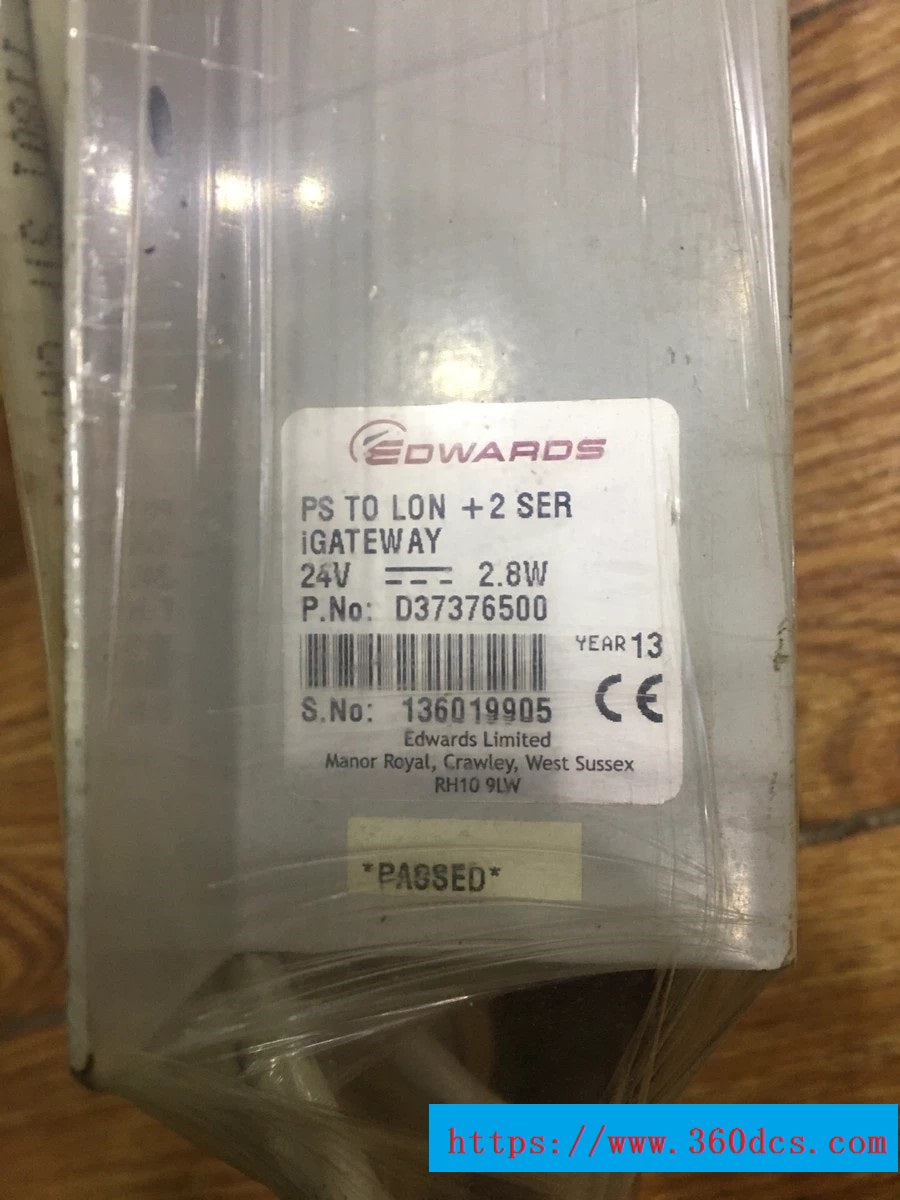 EDWARDS
PS TO LON +2 SER
iGATEWAY
24V 2.8W
P.No: D37376500
YEAR 13
CE
S.No: 136019905
Edwards Limited
Manor Royal, Crawley, West Sussex
RH10 9LW
*PASSED*
https://www.360dcs.com